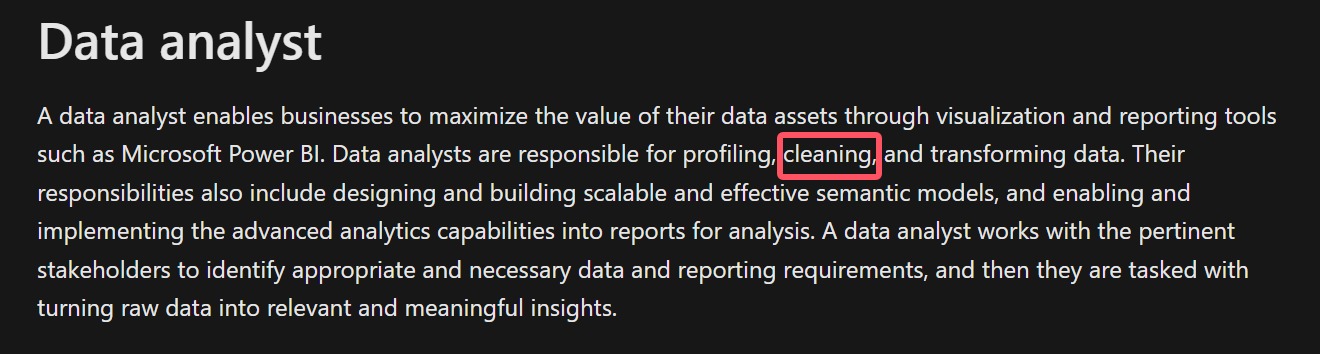 Data analyst
A data analyst enables businesses to maximize the value of their data assets through visualization and reporting tools
such as Microsoft Power BI. Data analysts are responsible for profiling, cleaning, and transforming data. Their
responsibilities also include designing and building scalable and effective semantic models, and enabling and
implementing the advanced analytics capabilities into reports for analysis. A data analyst works with the pertinent
stakeholders to identify appropriate and necessary data and reporting requirements, and then they are tasked with
turning raw data into relevant and meaningful insights.